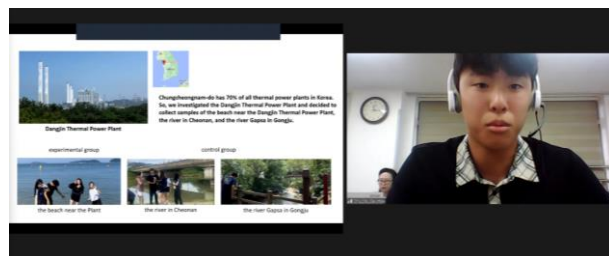 Chungcheongnam-do has 70% of all thermal power plants in Korea.
So, we investigated the Dangjin Thermal Power Plant and decided to
collect samples of the beach near the Dangjin Thermal Power Plant,
the river in Cheonan, and the river Gapsa in Gongju.
Dangjin Thermal Power Plant
experimental group
control group
the beach near the Plant
the river in Cheonan
the river Gapsa in Gongju